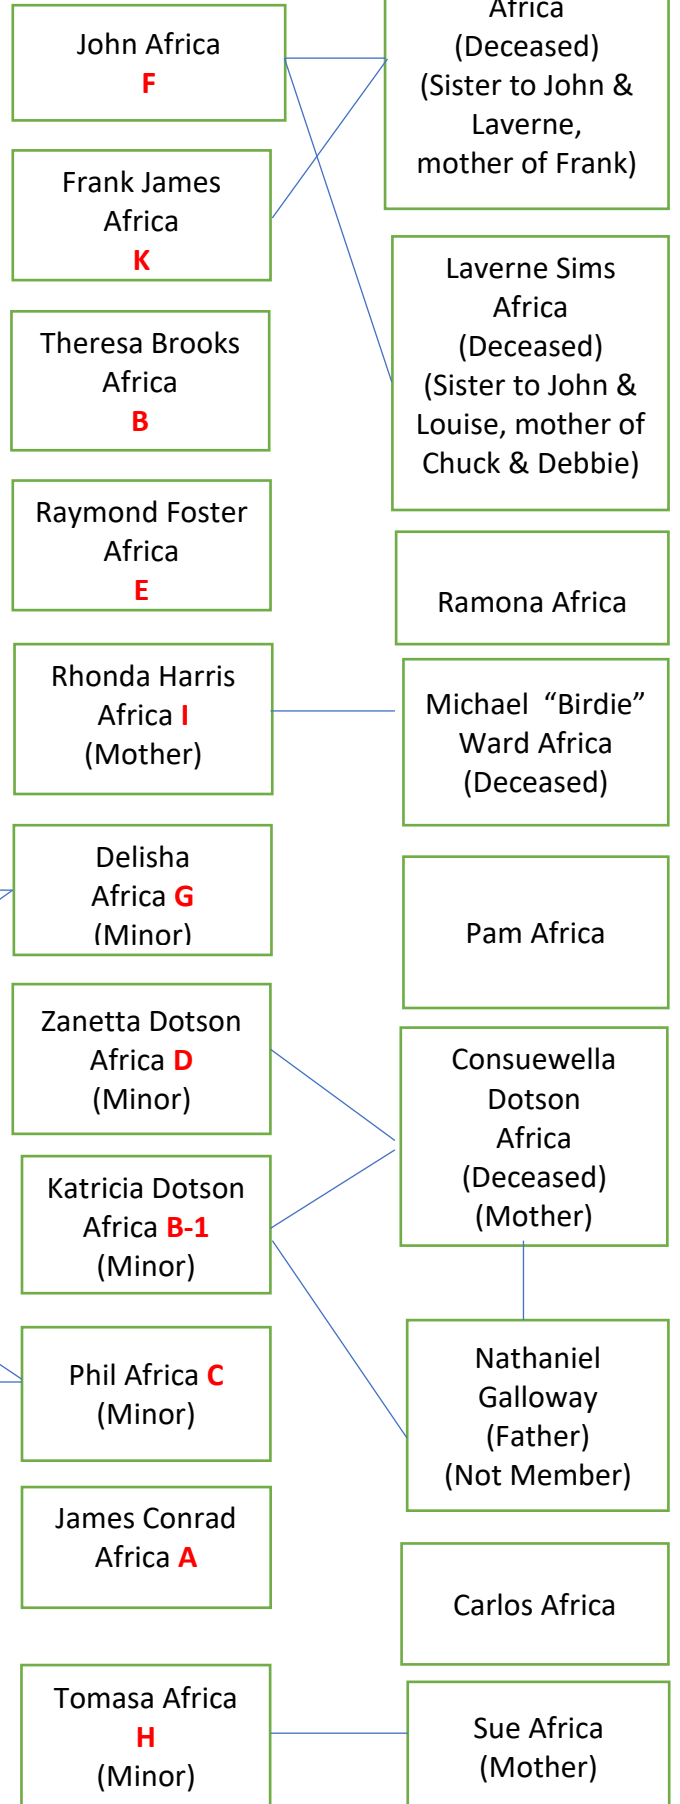 John Africa
F
Frank James
Africa
K
Theresa Brooks
Africa
B
Raymond Foster
Africa
E
Rhonda Harris
Africa I
(Mother)
Delisha
Africa G
(Minor)
Zanetta Dotson
Africa D
(Minor)
Katricia Dotson
Africa B-1
(Minor)
Phil Africa C
(Minor)
James Conrad
Africa A
Tomasa Africa
H
(Minor)
Africa
(Deceased)
(Sister to John &
Laverne,
mother of Frank)
Laverne Sims
Africa
(Deceased)
(Sister to John &
Louise, mother of
Chuck & Debbie)
Ramona Africa
Michael "Birdie"
Ward Africa
(Deceased)
Pam Africa
Consuewella
Dotson
Africa
(Deceased)
(Mother)
Nathaniel
Galloway
(Father)
(Not Member)
Carlos Africa
Sue Africa
(Mother)